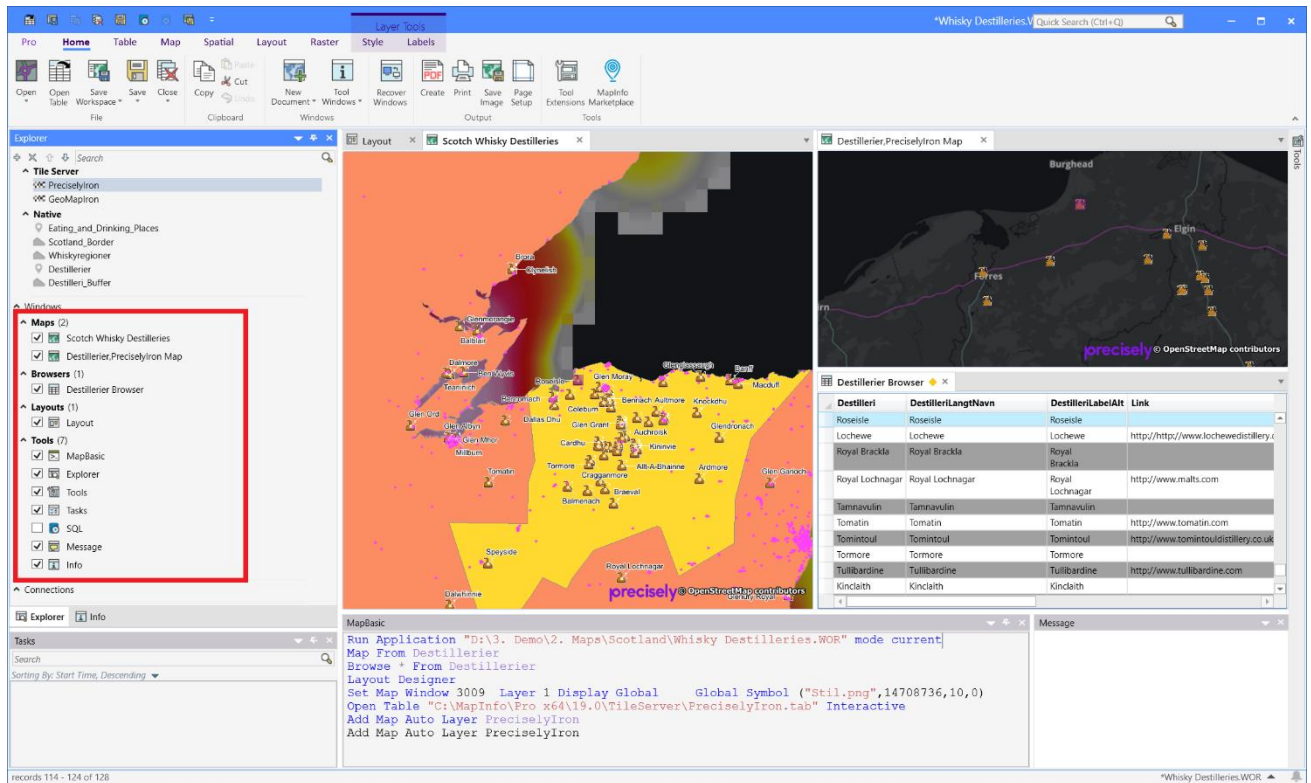 Layer Tools
*Whisky Destilleries.W
Quick Search (Ctrl+Q)
Pro Home Table Map Spatial Layout Raster Style Labels
Open
Open Table
Save Workspace
Save
Close
Copy
Paste
Cut
Undo
New Document
Tool Windows
Recover Windows
Create
Print
Save Image
Page Setup
Tool Extensions
MapInfo Marketplace
File Clipboard Windows Output Tools
Explorer
Search
Tile Server
PreciselyIron
GeoMapIron
Native
Eating_and_Drinking_Places
Scotland_Border
Whiskyregioner
Destillerier
Destilleri_Buffer
Windows
Maps (2)
Scotch Whisky Destilleries
Destillerier,PreciselyIron Map
Browsers (1)
Destillerier Browser
Layouts (1)
Layout
Tools (7)
MapBasic
Explorer
Tools
Tasks
SQL
Message
Info
Connections
Explorer Info
Tasks
Search
Sorting By: Start Time, Descending
Layout
Scotch Whisky Destilleries
Brora
Clynelish
Glenmorangie
Balblair
Dalmore
Ben Wyvis
Teaninich
Glen Ord
Glen Albyn
Glen Mhor
Millburn
Tomatin
Benromach
Roseisle
Glen Moray
Glenglassaugh
Banff
Macduff
Dallas Dhu
Coleburn
Benriach Aultmore Knockdhu
Glen Grant
Auchroisk
Glendronach
Cardhu
Kininvie
Tormore
Allt-A-Bhainne
Ardmore
Glen Garioch
Cragganmore
Braeval
Balmenach
Speyside
Royal Lochnagar
Dalwhinnie
Glenury Royal
precisely © OpenStreetMap contributors
Destillerier,PreciselyIron Map
Burghead
Elgin
Forres
precisely © OpenStreetMap contributors
Tools
Destillerier Browser
Destilleri DestilleriLangtNavn DestilleriLabelAlt Link
Roseisle Roseisle Roseisle
Lochewe Lochewe Lochewe http://http://www.lochewedistillery.c
Royal Brackla Royal Brackla Royal Brackla
Royal Lochnagar Royal Lochnagar Royal Lochnagar http://www.malts.com
Tamnavulin Tamnavulin Tamnavulin
Tomatin Tomatin Tomatin http://www.tomatin.com
Tomintoul Tomintoul Tomintoul http://www.tomintouldistillery.co.uk
Tormore Tormore Tormore
Tullibardine Tullibardine Tullibardine http://www.tullibardine.com
Kinclaith Kinclaith Kinclaith
MapBasic
Run Application "D:\3. Demo\2. Maps\Scotland\Whisky Destilleries.WOR" mode current
Map From Destillerier
Browse * From Destillerier
Layout Designer
Set Map Window 3009 Layer 1 Display Global Global Symbol ("Stil.png",14708736,10,0)
Open Table "C:\MapInfo\Pro x64\19.0\TileServer\PreciselyIron.tab" Interactive
Add Map Auto Layer PreciselyIron
Add Map Auto Layer PreciselyIron
Message
records 114 - 124 of 128
*Whisky Destilleries.WOR